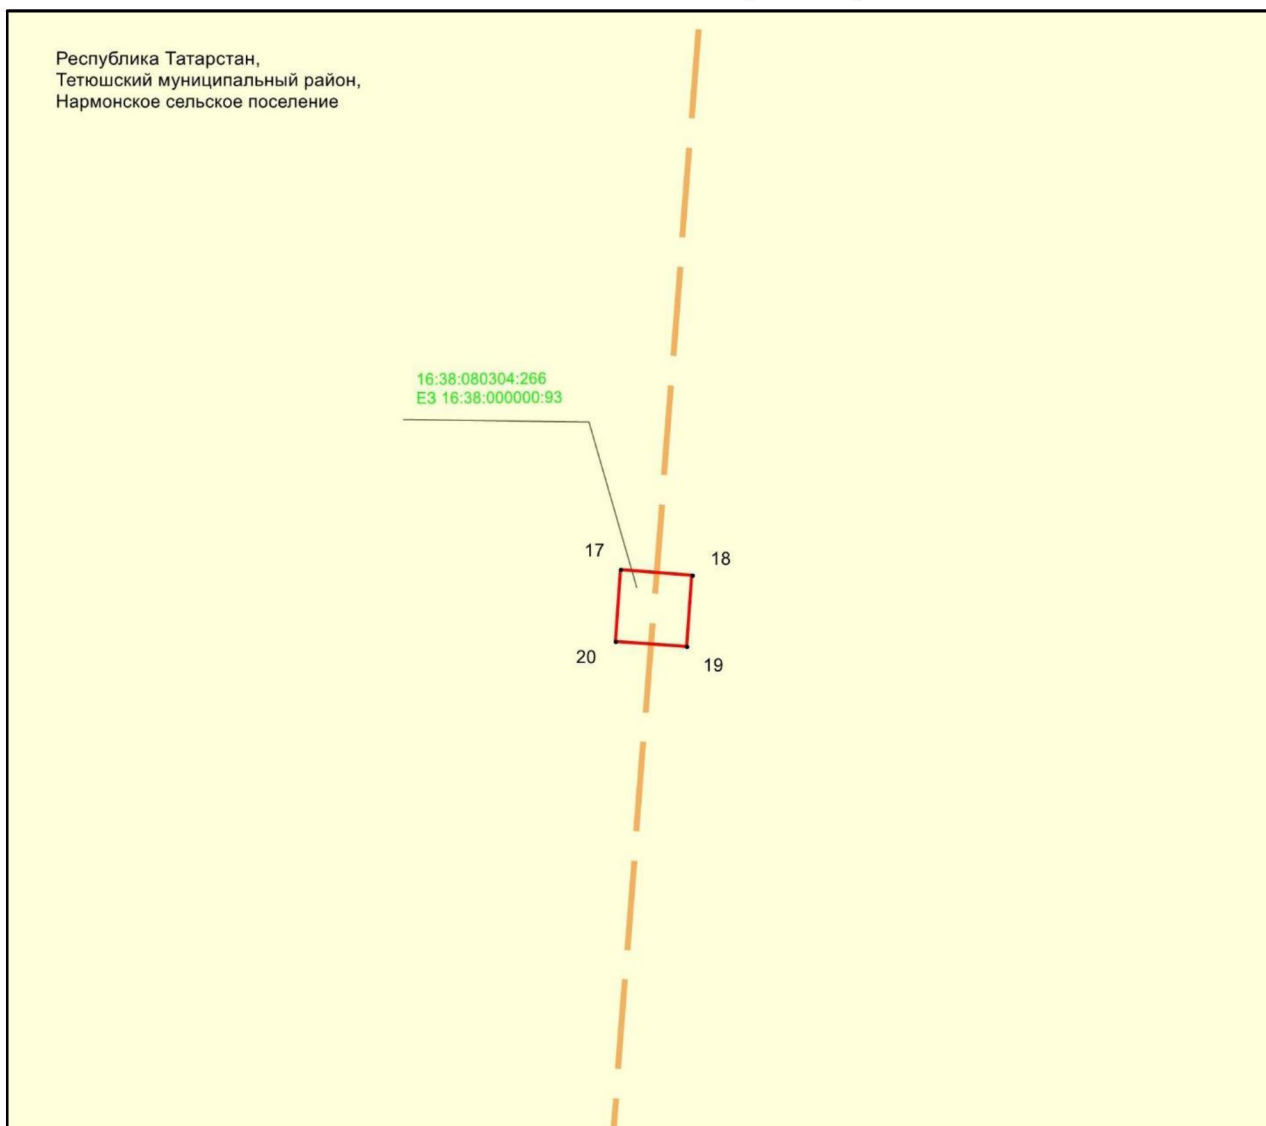 Республика Татарстан,
Тетюшский муниципальный район,
Нармонское сельское поселение
16:38:080304:266
ЕЗ 16:38:000000:93
17
18
20
19